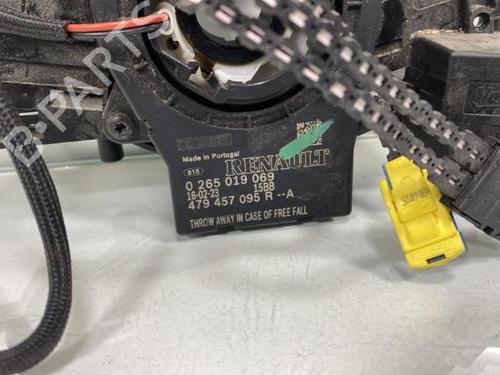 Made in Portugal
RENAULT
815
0 265 019 069
16-02-23 15BB
479 457 095 R --A
THROW AWAY IN CASE OF FREE FALL
B-PARTS